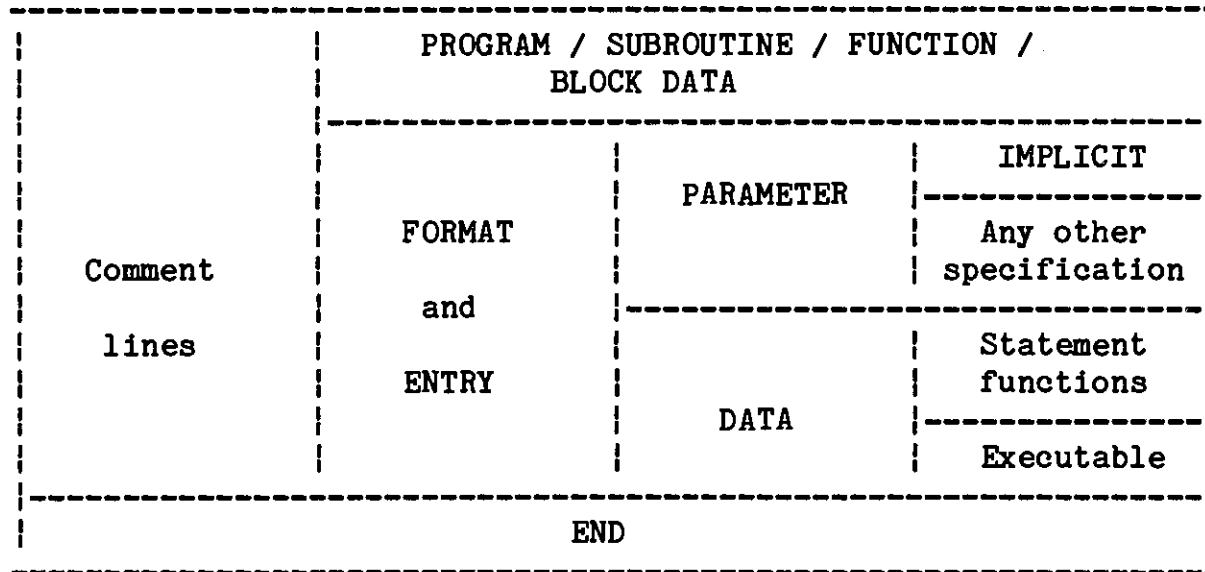 PROGRAM / SUBROUTINE / FUNCTION /
BLOCK DATA
IMPLICIT
PARAMETER
FORMAT
Any other
Comment
specification
and
lines
Statement
functions
ENTRY
DATA
Executable
END